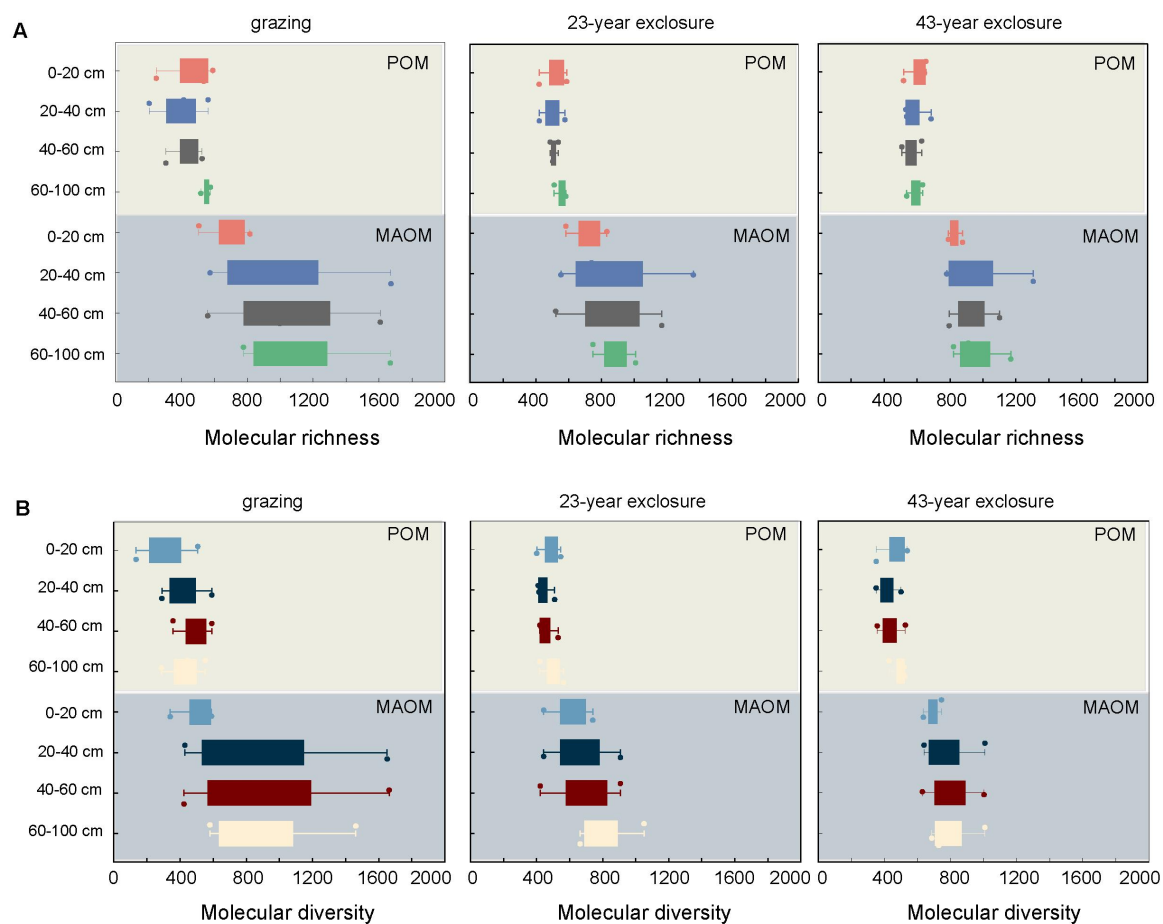 A
grazing
23-year exclosure
43-year exclosure
POM
POM
POM
0-20 cm
20-40 cm
40-60 cm
60-100 cm
MAOM
MAOM
MAOM
0-20 cm
20-40 cm
40-60 cm
60-100 cm
0 400 800 1200 1600 2000
0 400 800 1200 1600 2000
0 400 800 1200 1600 2000
Molecular richness
Molecular richness
Molecular richness
B
grazing
23-year exclosure
43-year exclosure
POM
POM
POM
0-20 cm
20-40 cm
40-60 cm
60-100 cm
MAOM
MAOM
MAOM
0-20 cm
20-40 cm
40-60 cm
60-100 cm
0 400 800 1200 1600 2000
0 400 800 1200 1600 2000
0 400 800 1200 1600 2000
Molecular diversity
Molecular diversity
Molecular diversity